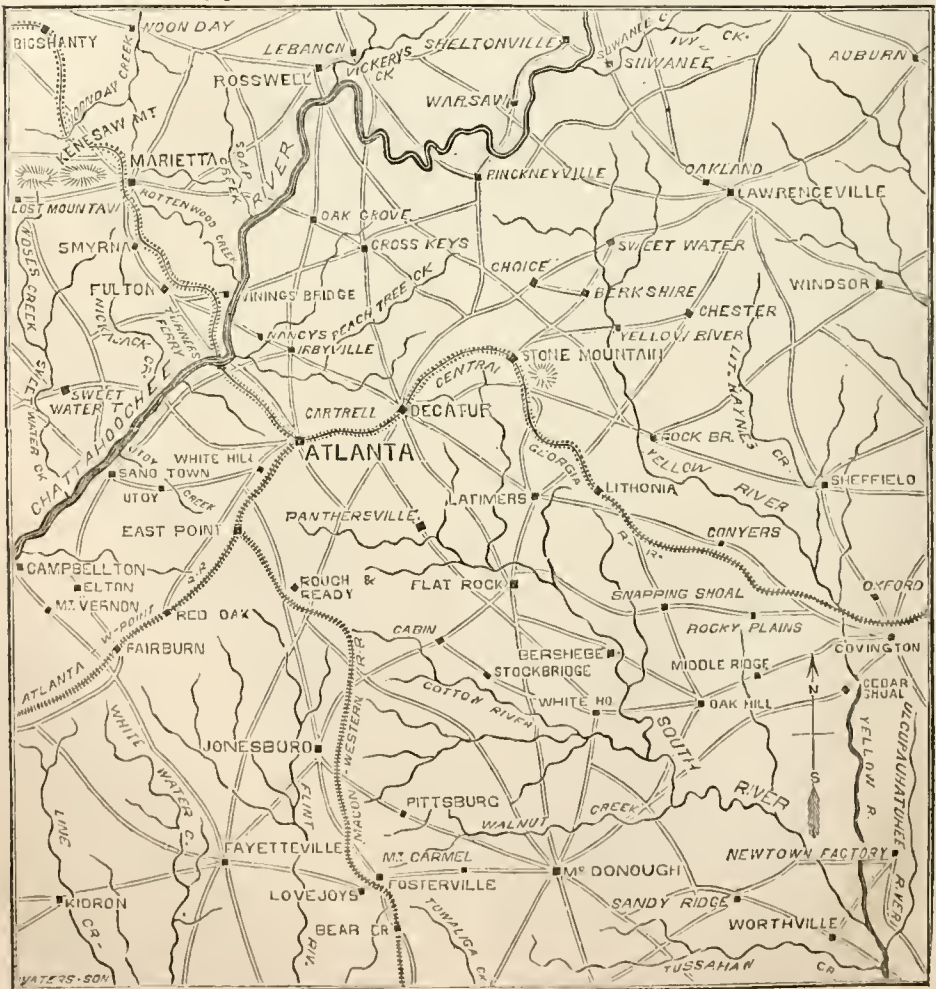 BIGSHANTY
NOON DAY
NOONDAY CREEK
LEBANON
ROSSWELL
VICKERYS CK
SHELTONVILLE
SUWANEE C
SUWANEE
IVY CK.
AUBURN
WARSAW
KENESAW MT
MARIETTA
SOAP CREEK
RIVER
LOST MOUNTAIN
ROTTENWOOD CREEK
PINCKNEYVILLE
OAKLAND
LAWRENCEVILLE
OAK GROVE
NOSES CREEK
SMYRNA
CROSS KEYS
SWEET WATER
FULTON
VININGS BRIDGE
PEACH TREE CK
CHOICE
BERKSHIRE
WINDSOR
NICKAJACK CR.
TURNERS FERRY
NANCYS
IRBYVILLE
CHESTER
YELLOW RIVER
STONE MOUNTAIN
LIT. HAYNES CR.
SWEET WATER CK
SWEET WATER T
CENTRAL
CARTRELL
DECATUR
ATLANTA
CHATTAHOOCHEE
ROCK BR.
GEORGIA R. R.
YELLOW RIVER
UTOY
WHITE HILL
SAND TOWN
UTOY CREEK
SHEFFIELD
LATIMERS
LITHONIA
PANTHERSVILLE
EAST POINT
CONYERS
CAMPBELLTON
ELTON
ROUGH & READY
FLAT ROCK
OXFORD
MT. VERNON
ATLANTA W-POINT R.R
RED OAK
SNAPPING SHOAL
ROCKY PLAINS
CABIN
COVINGTON
FAIRBURN
BERSHEBE
STOCKBRIDGE
MIDDLE RIDGE
CEDAR SHOAL
COTTON RIVER
WHITE HO.
OAK HILL
N
S
WHITE WATER C.
JONESBORO
MACON WESTERN R R
SOUTH RIVER
YELLOW R.
ULCUPAUHATUHEE RIVER
PITTSBURG
WALNUT CREEK
LINE CR-
FLINT RIV.
FAYETTEVILLE
MT. CARMEL
NEWTOWN FACTORY
FOSTERVILLE
LOVEJOYS
Mc DONOUGH
KIDRON
SANDY RIDGE
BEAR CR
TUWALIGA CK
WORTHVILLE
TUSSAHAN CR
WATERS-SON